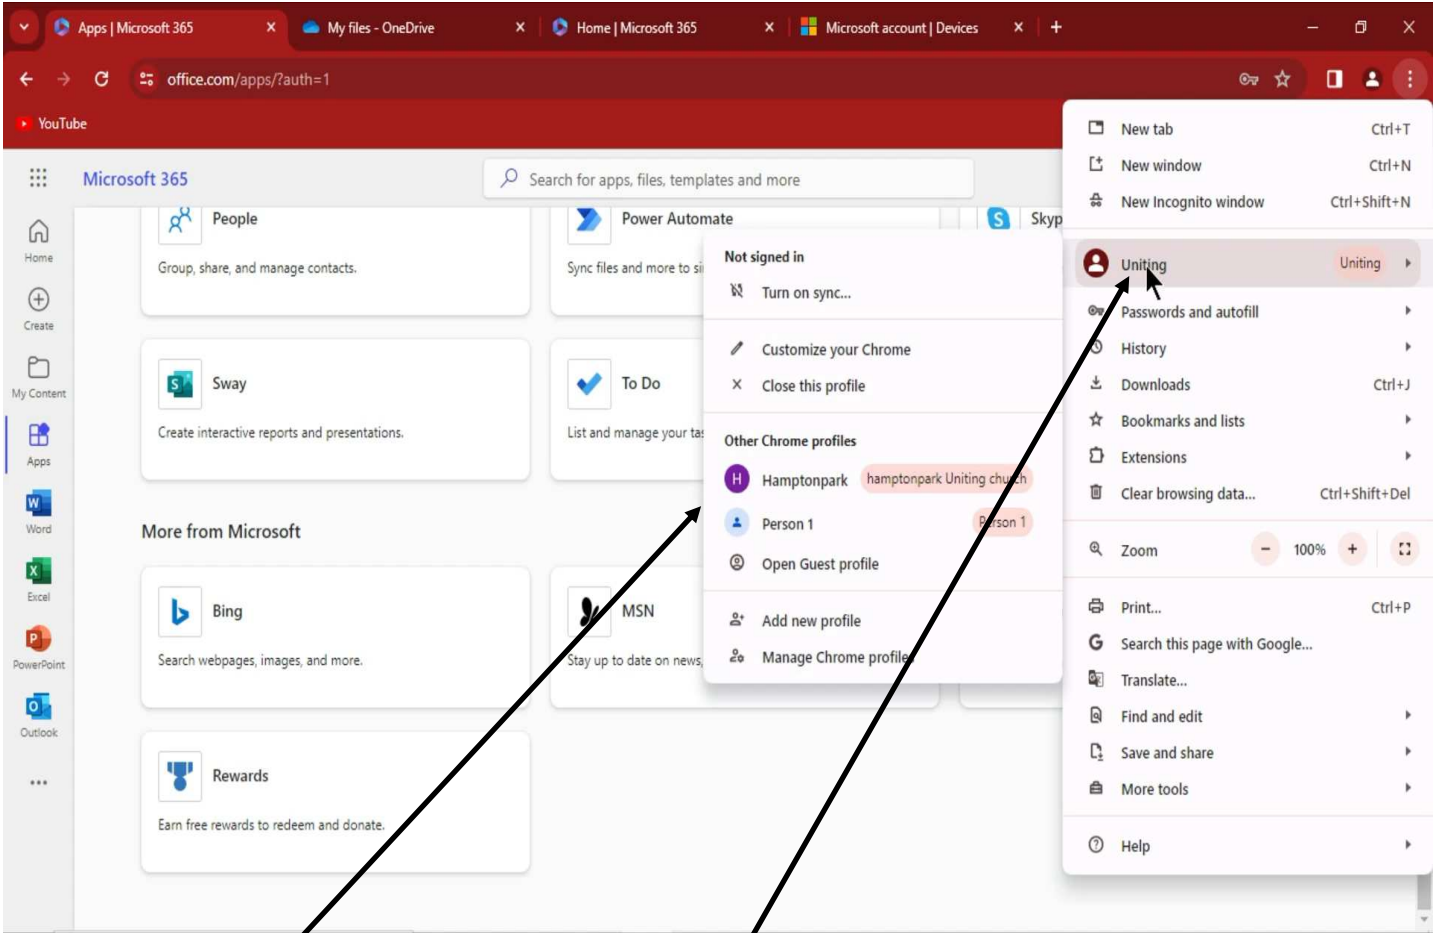 Apps | Microsoft 365
My files - OneDrive
Home | Microsoft 365
Microsoft account | Devices
office.com/apps/?auth=1
YouTube
Microsoft 365
Search for apps, files, templates and more
Home
Create
My Content
Apps
Word
Excel
PowerPoint
Outlook
People
Group, share, and manage contacts.
Power Automate
Sync files and more to si
Skyp
Sway
Create interactive reports and presentations.
To Do
List and manage your tas
More from Microsoft
Bing
Search webpages, images, and more.
MSN
Stay up to date on news,
Rewards
Earn free rewards to redeem and donate.
Not signed in
Turn on sync...
Customize your Chrome
Close this profile
Other Chrome profiles
H Hamptonpark hamptonpark Uniting church
Person 1 Person 1
Open Guest profile
Add new profile
Manage Chrome profiles
New tab Ctrl+T
New window Ctrl+N
New Incognito window Ctrl+Shift+N
Uniting Uniting
Passwords and autofill
History
Downloads Ctrl+J
Bookmarks and lists
Extensions
Clear browsing data... Ctrl+Shift+Del
Zoom - 100% +
Print... Ctrl+P
Search this page with Google...
Translate...
Find and edit
Save and share
More tools
Help